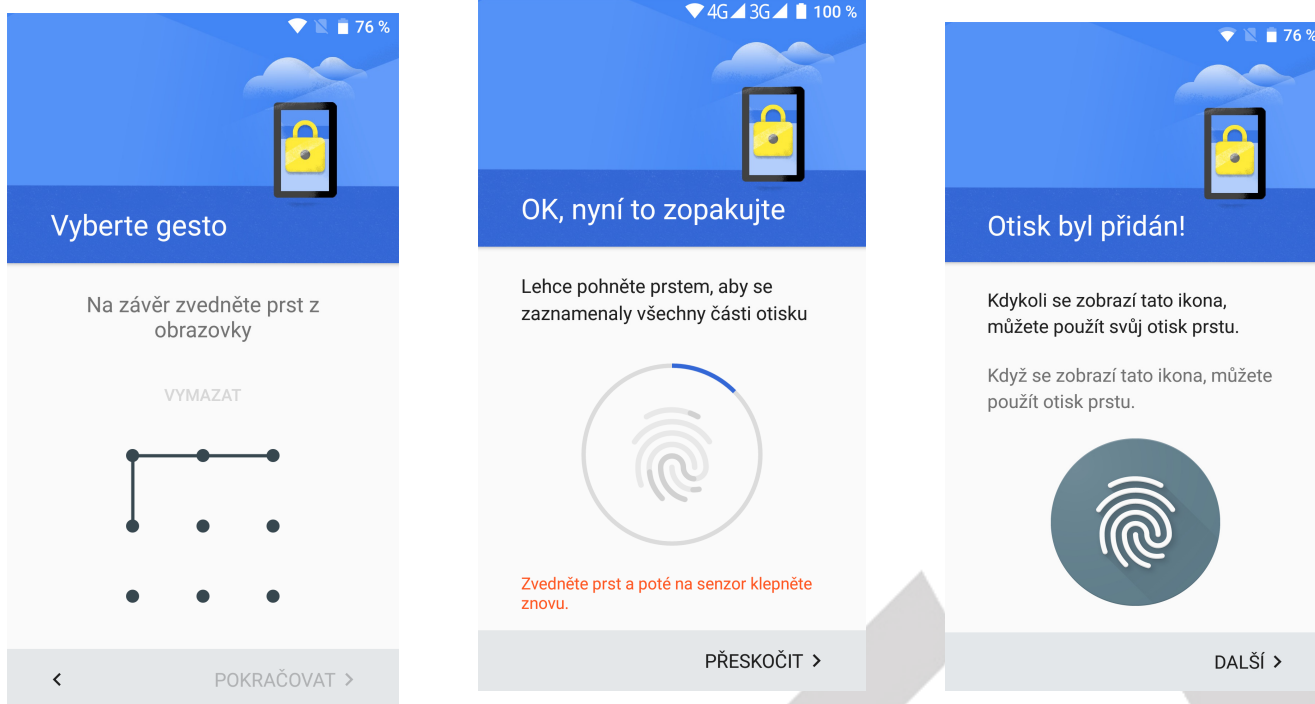 76 %
Vyberte gesto
Na závěr zvedněte prst z
obrazovky
VYMAZAT
POKRAČOVAT
4G 3G 100 %
OK, nyní to zopakujte
Lehce pohněte prstem, aby se
zaznamenaly všechny části otisku
Zvedněte prst a poté na senzor klepněte
znovu.
PŘESKOČIT
76 %
Otisk byl přidán!
Kdykoli se zobrazí tato ikona,
můžete použít svůj otisk prstu.
Když se zobrazí tato ikona, můžete
použít otisk prstu.
DALŠÍ